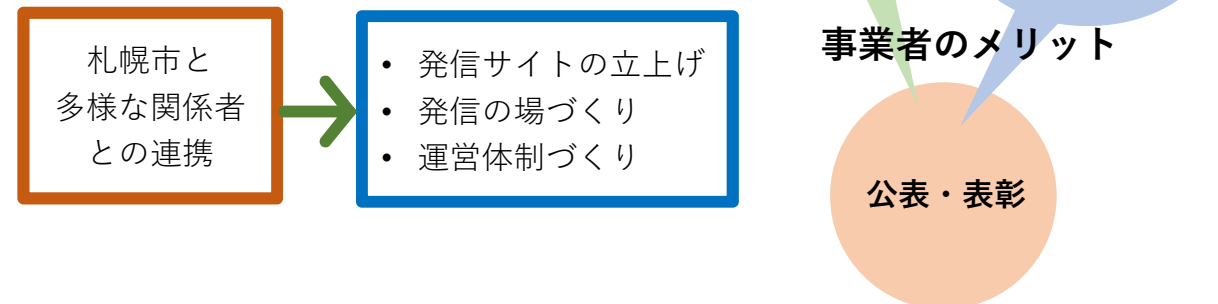 札幌市と
多様な関係者
との連携
• 発信サイトの立上げ
• 発信の場づくり
• 運営体制づくり
事業者のメリット
公表・表彰